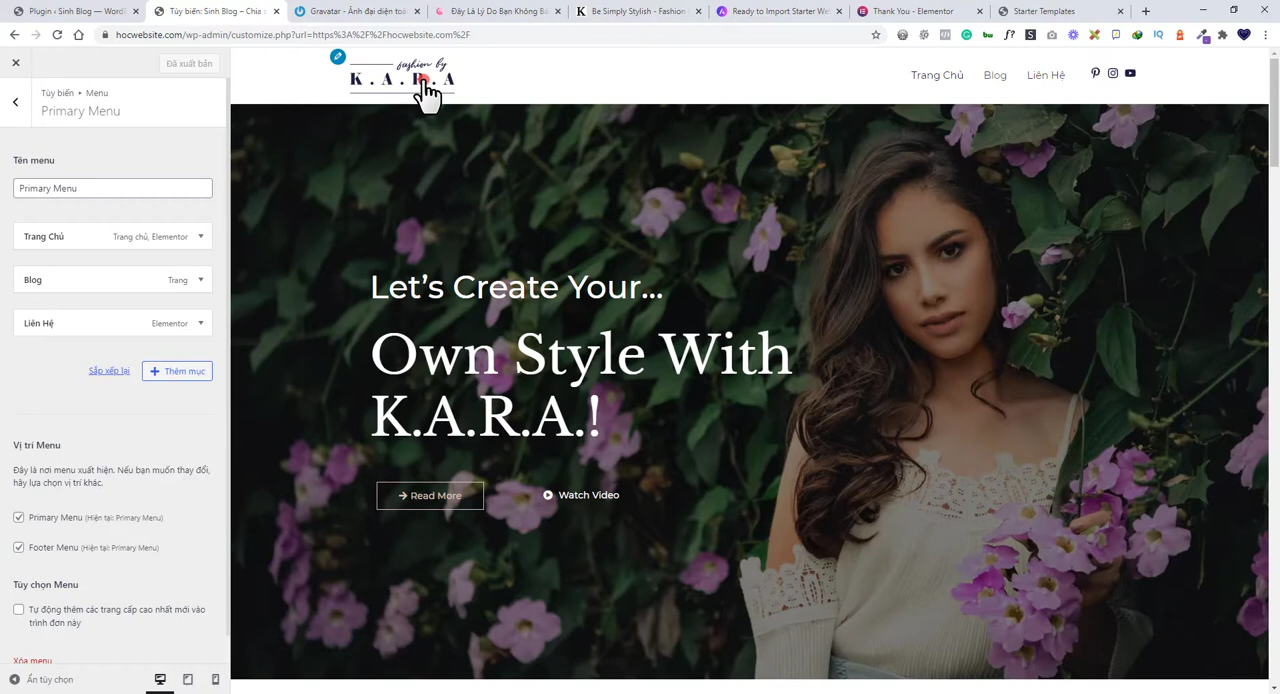 Plugin ‹ Sinh Blog — WordP
Tùy biến: Sinh Blog – Chia s
Gravatar - Ảnh đại diện toà
Đây Là Lý Do Bạn Không Bá
Be Simply Stylish - Fashion
Ready to Import Starter We
Thank You - Elementor
Starter Templates
hocwebsite.com/wp-admin/customize.php?url=https%3A%2F%2Fhocwebsite.com%2F
Đã xuất bản
Tùy biến ▸ Menu
Primary Menu
Tên menu
Primary Menu
Trang Chủ
Trang chủ, Elementor
Blog
Trang
Liên Hệ
Elementor
Sắp xếp lại
Thêm mục
Vị trí Menu
Đây là nơi menu xuất hiện. Nếu bạn muốn thay đổi,
hãy lựa chọn vị trí khác.
Primary Menu (Hiện tại: Primary Menu)
Footer Menu (Hiện tại: Primary Menu)
Tùy chọn Menu
Tự động thêm các trang cấp cao nhất mới vào
trình đơn này
Xóa menu
Ẩn tùy chọn
fashion by
K.A.R.A
Trang Chủ
Blog
Liên Hệ
Let’s Create Your...
Own Style With
K.A.R.A.!
Read More
Watch Video